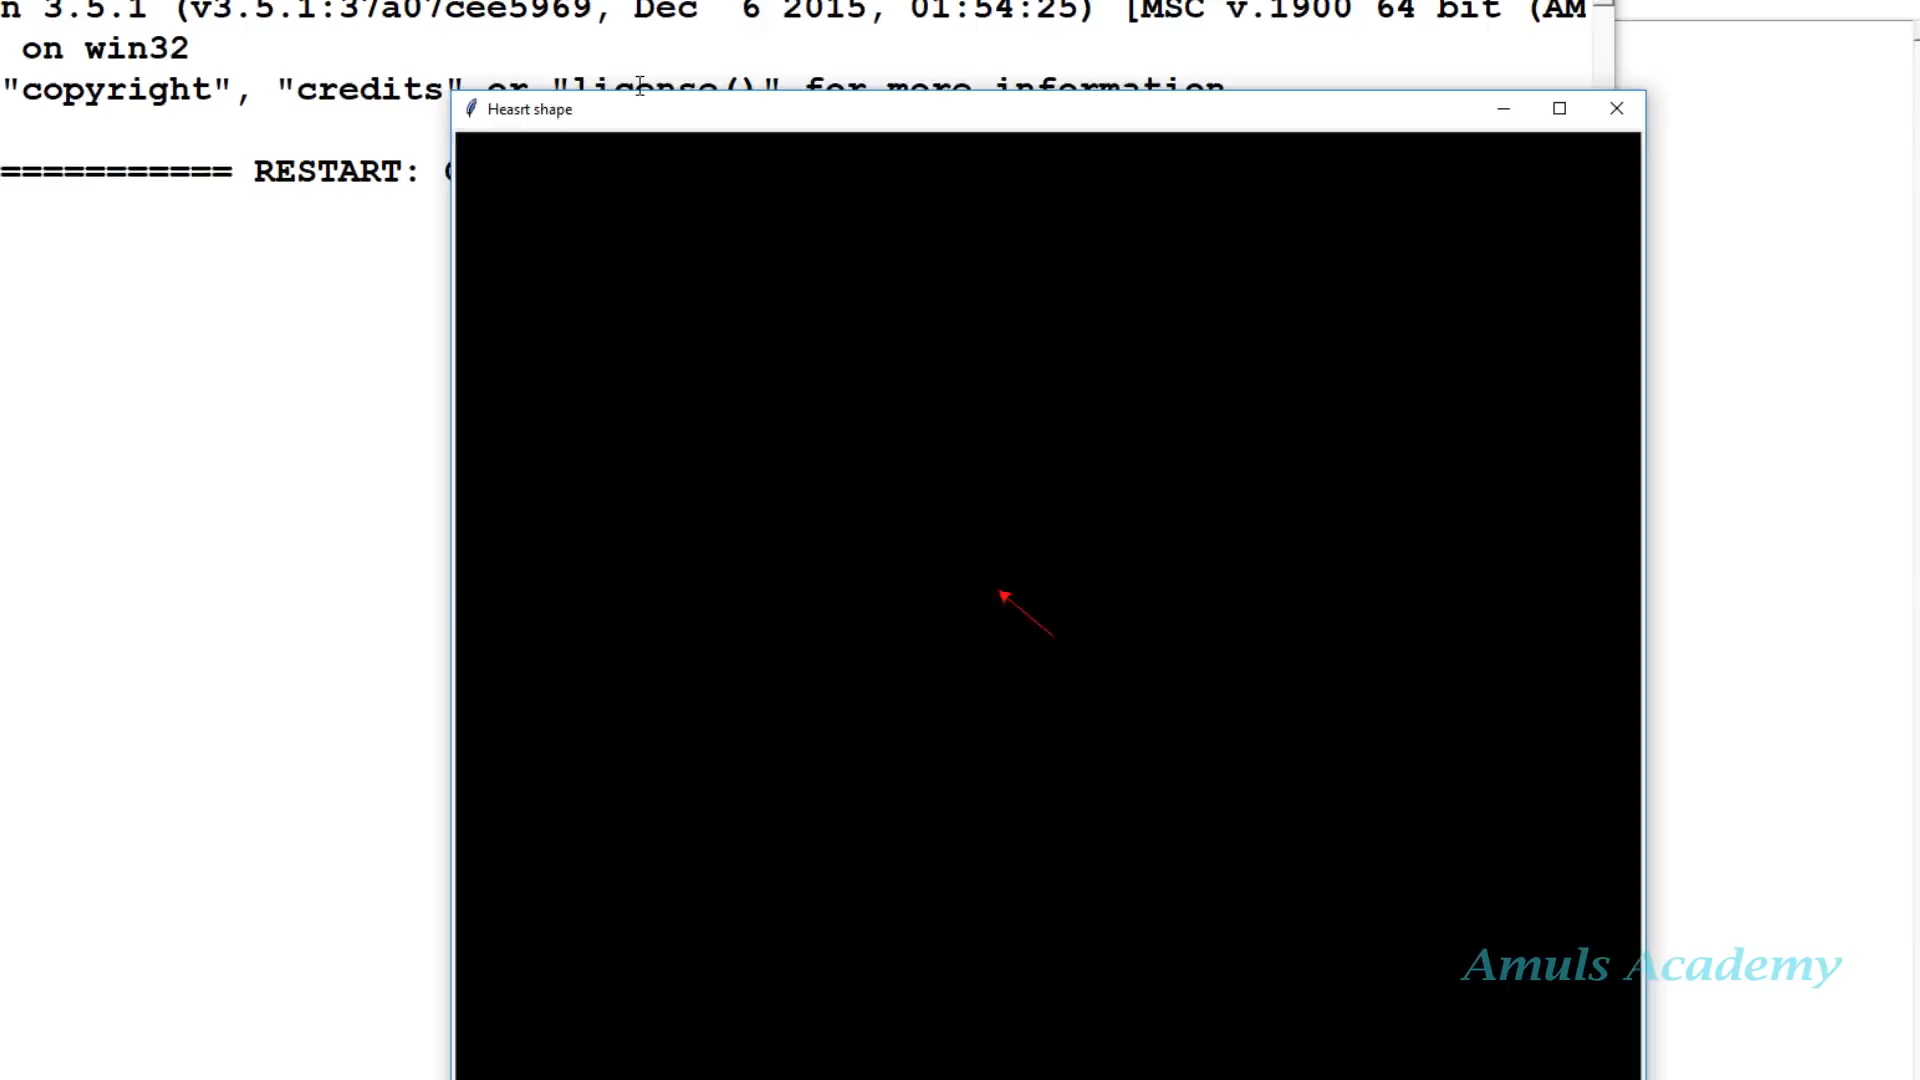 n 3.5.1 (v3.5.1:37a07cee5969, Dec  6 2015, 01:54:25) [MSC v.1900 64 bit (AM
on win32
"copyright", "credits" or "license()" for more information
Heasrt shape
=========== RESTART:
Amuls Academy